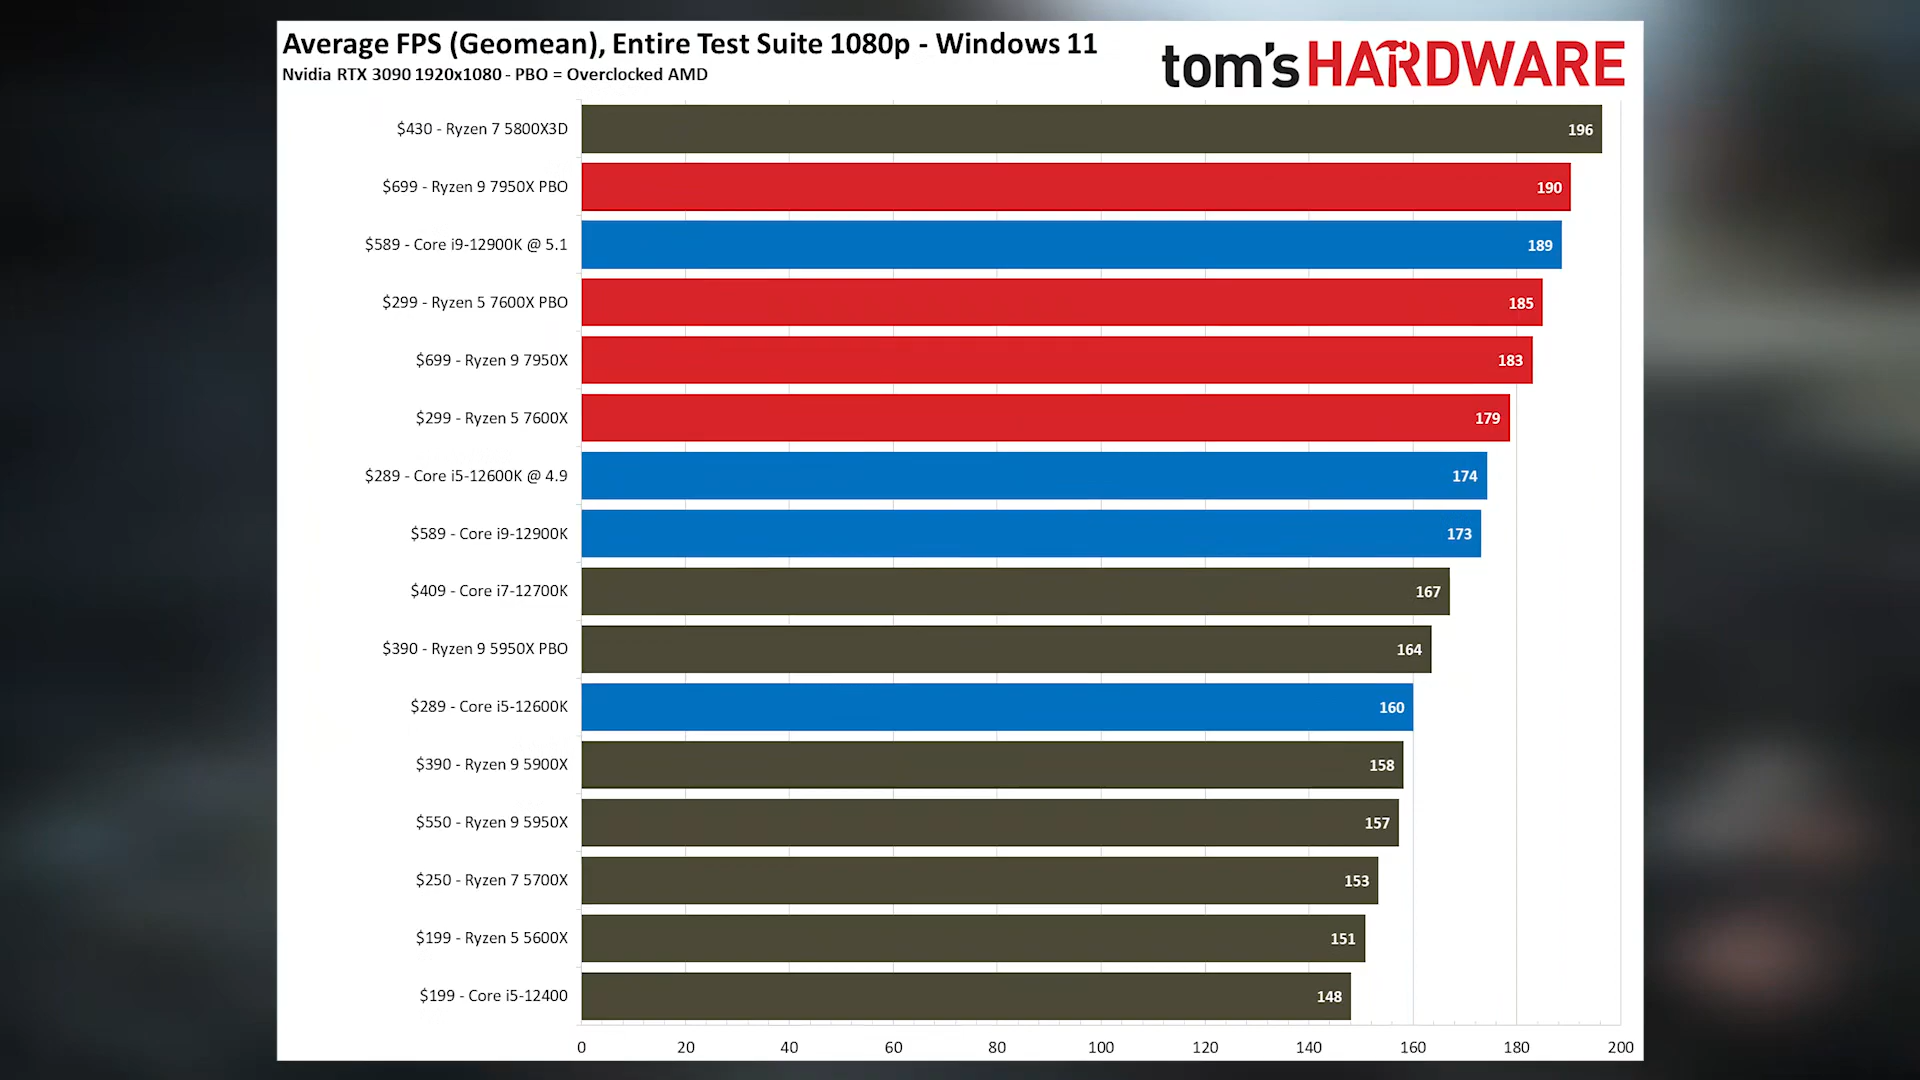 Average FPS (Geomean), Entire Test Suite 1080p - Windows 11
Nvidia RTX 3090 1920x1080 - PBO = Overclocked AMD
tom's HARDWARE
$430 - Ryzen 7 5800X3D 196
$699 - Ryzen 9 7950X PBO 190
$589 - Core i9-12900K @ 5.1 189
$299 - Ryzen 5 7600X PBO 185
$699 - Ryzen 9 7950X 183
$299 - Ryzen 5 7600X 179
$289 - Core i5-12600K @ 4.9 174
$589 - Core i9-12900K 173
$409 - Core i7-12700K 167
$390 - Ryzen 9 5950X PBO 164
$289 - Core i5-12600K 160
$390 - Ryzen 9 5900X 158
$550 - Ryzen 9 5950X 157
$250 - Ryzen 7 5700X 153
$199 - Ryzen 5 5600X 151
$199 - Core i5-12400 148
0 20 40 60 80 100 120 140 160 180 200